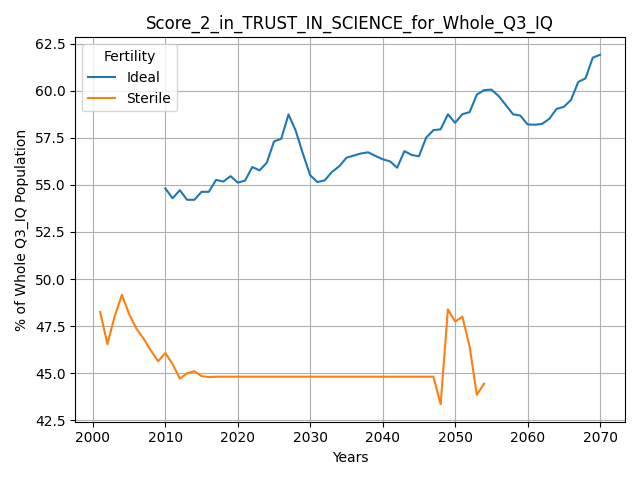 Score_2_in_TRUST_IN_SCIENCE_for_Whole_Q3_IQ
Fertility
Ideal
Sterile
% of Whole Q3_IQ Population
62.5
60.0
57.5
55.0
52.5
50.0
47.5
45.0
42.5
2000 2010 2020 2030 2040 2050 2060 2070
Years